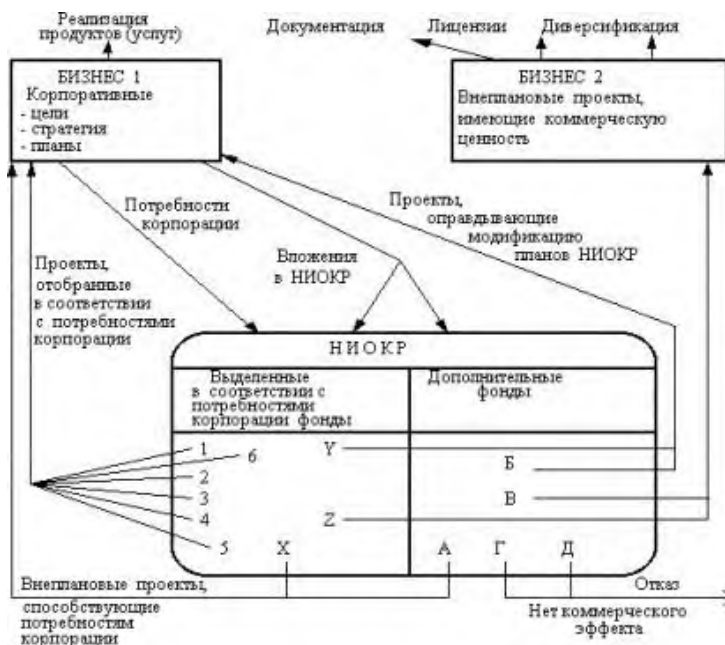 Реализация
продуктов (услуг)
Документация
Лицензии
Диверсификация
БИЗНЕС 1
Корпоративные
- цели
- стратегия
- планы
БИЗНЕС 2
Внеплановые проекты,
имеющие коммерческую
ценность
Потребности
корпорации
Проекты,
оправдывающие
модификацию
планов НИОКР
Вложения
в НИОКР
Проекты,
отобранные
в соответствии
с потребностями
корпорации
НИОКР
Выделенные
в соответствии с
потребностями
корпорации фонды
Дополнительные
фонды
1
6
Y
Б
2
3
В
4
Z
5
X
А
Г
Д
Внеплановые проекты,
способствующие
потребностям
корпорации
Отказ
Нет коммерческого
эффекта